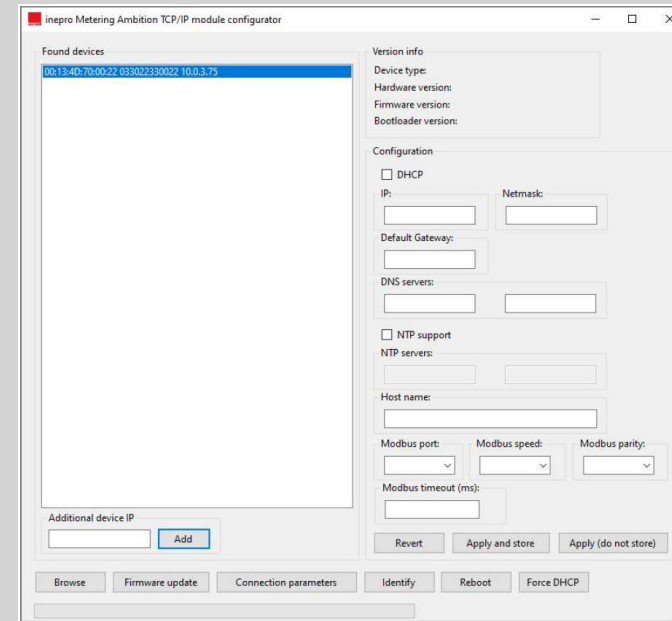 inepro Metering Ambition TCP/IP module configurator
Found devices
00:13:4D:70:00:22 033022330022 10.0.3.75
Additional device IP
Add
Version info
Device type:
Hardware version:
Firmware version:
Bootloader version:
Configuration
DHCP
IP: Netmask:
Default Gateway:
DNS servers:
NTP support
NTP servers:
Host name:
Modbus port: Modbus speed: Modbus parity:
Modbus timeout (ms):
Revert Apply and store Apply (do not store)
Browse Firmware update Connection parameters Identify Reboot Force DHCP